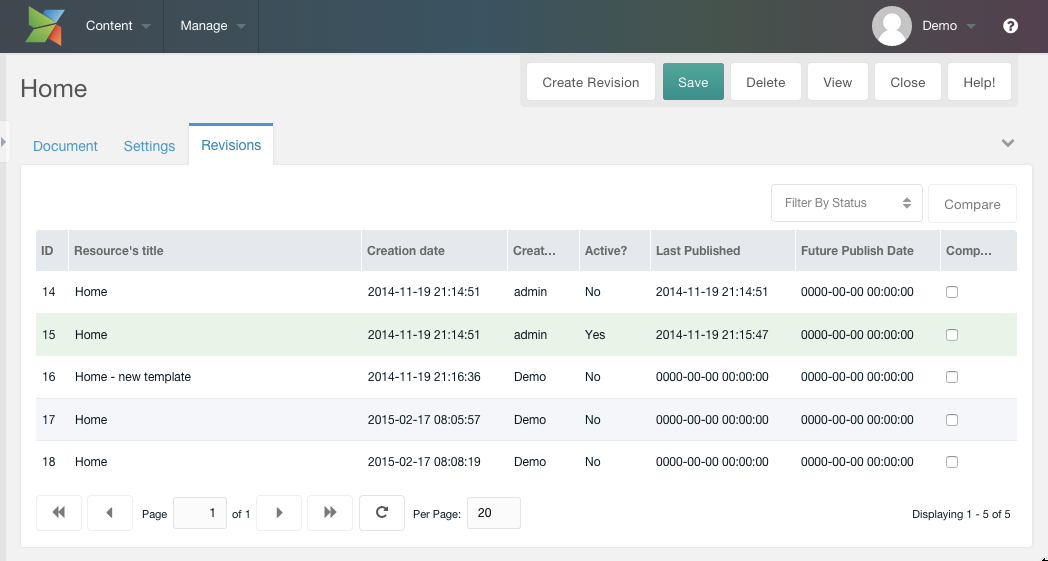 Content Manage Demo ?
Home
Create Revision Save Delete View Close Help!
Document Settings Revisions
Filter By Status Compare
ID Resource's title Creation date Creat... Active? Last Published Future Publish Date Comp...
14 Home 2014-11-19 21:14:51 admin No 2014-11-19 21:14:51 0000-00-00 00:00:00
15 Home 2014-11-19 21:14:51 admin Yes 2014-11-19 21:15:47 0000-00-00 00:00:00
16 Home - new template 2014-11-19 21:16:36 Demo No 0000-00-00 00:00:00 0000-00-00 00:00:00
17 Home 2015-02-17 08:05:57 Demo No 0000-00-00 00:00:00 0000-00-00 00:00:00
18 Home 2015-02-17 08:08:19 Demo No 0000-00-00 00:00:00 0000-00-00 00:00:00
Page 1 of 1 Per Page: 20 Displaying 1 - 5 of 5